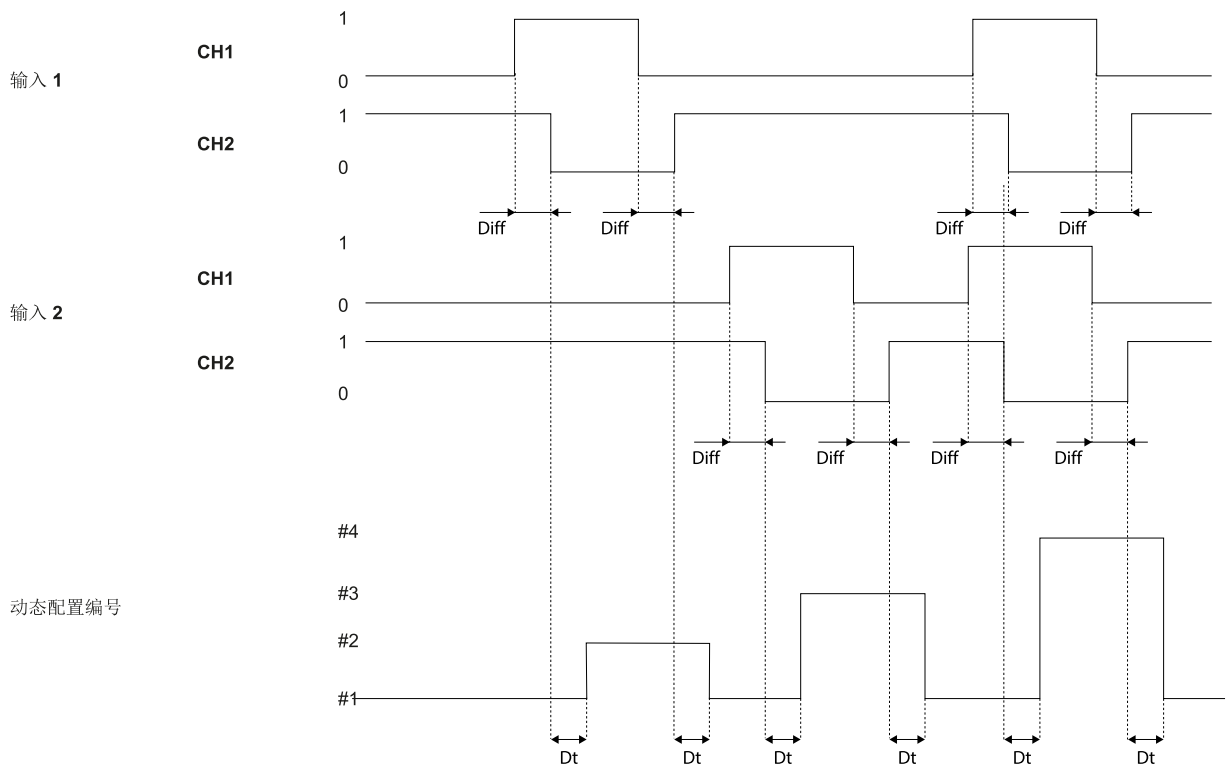 1
CH1
输入 1
0
1
CH2
0
Diff Diff Diff Diff
1
CH1
0
输入 2
1
CH2
0
Diff Diff Diff Diff
#4
#3
动态配置编号
#2
#1
Dt Dt Dt Dt Dt Dt